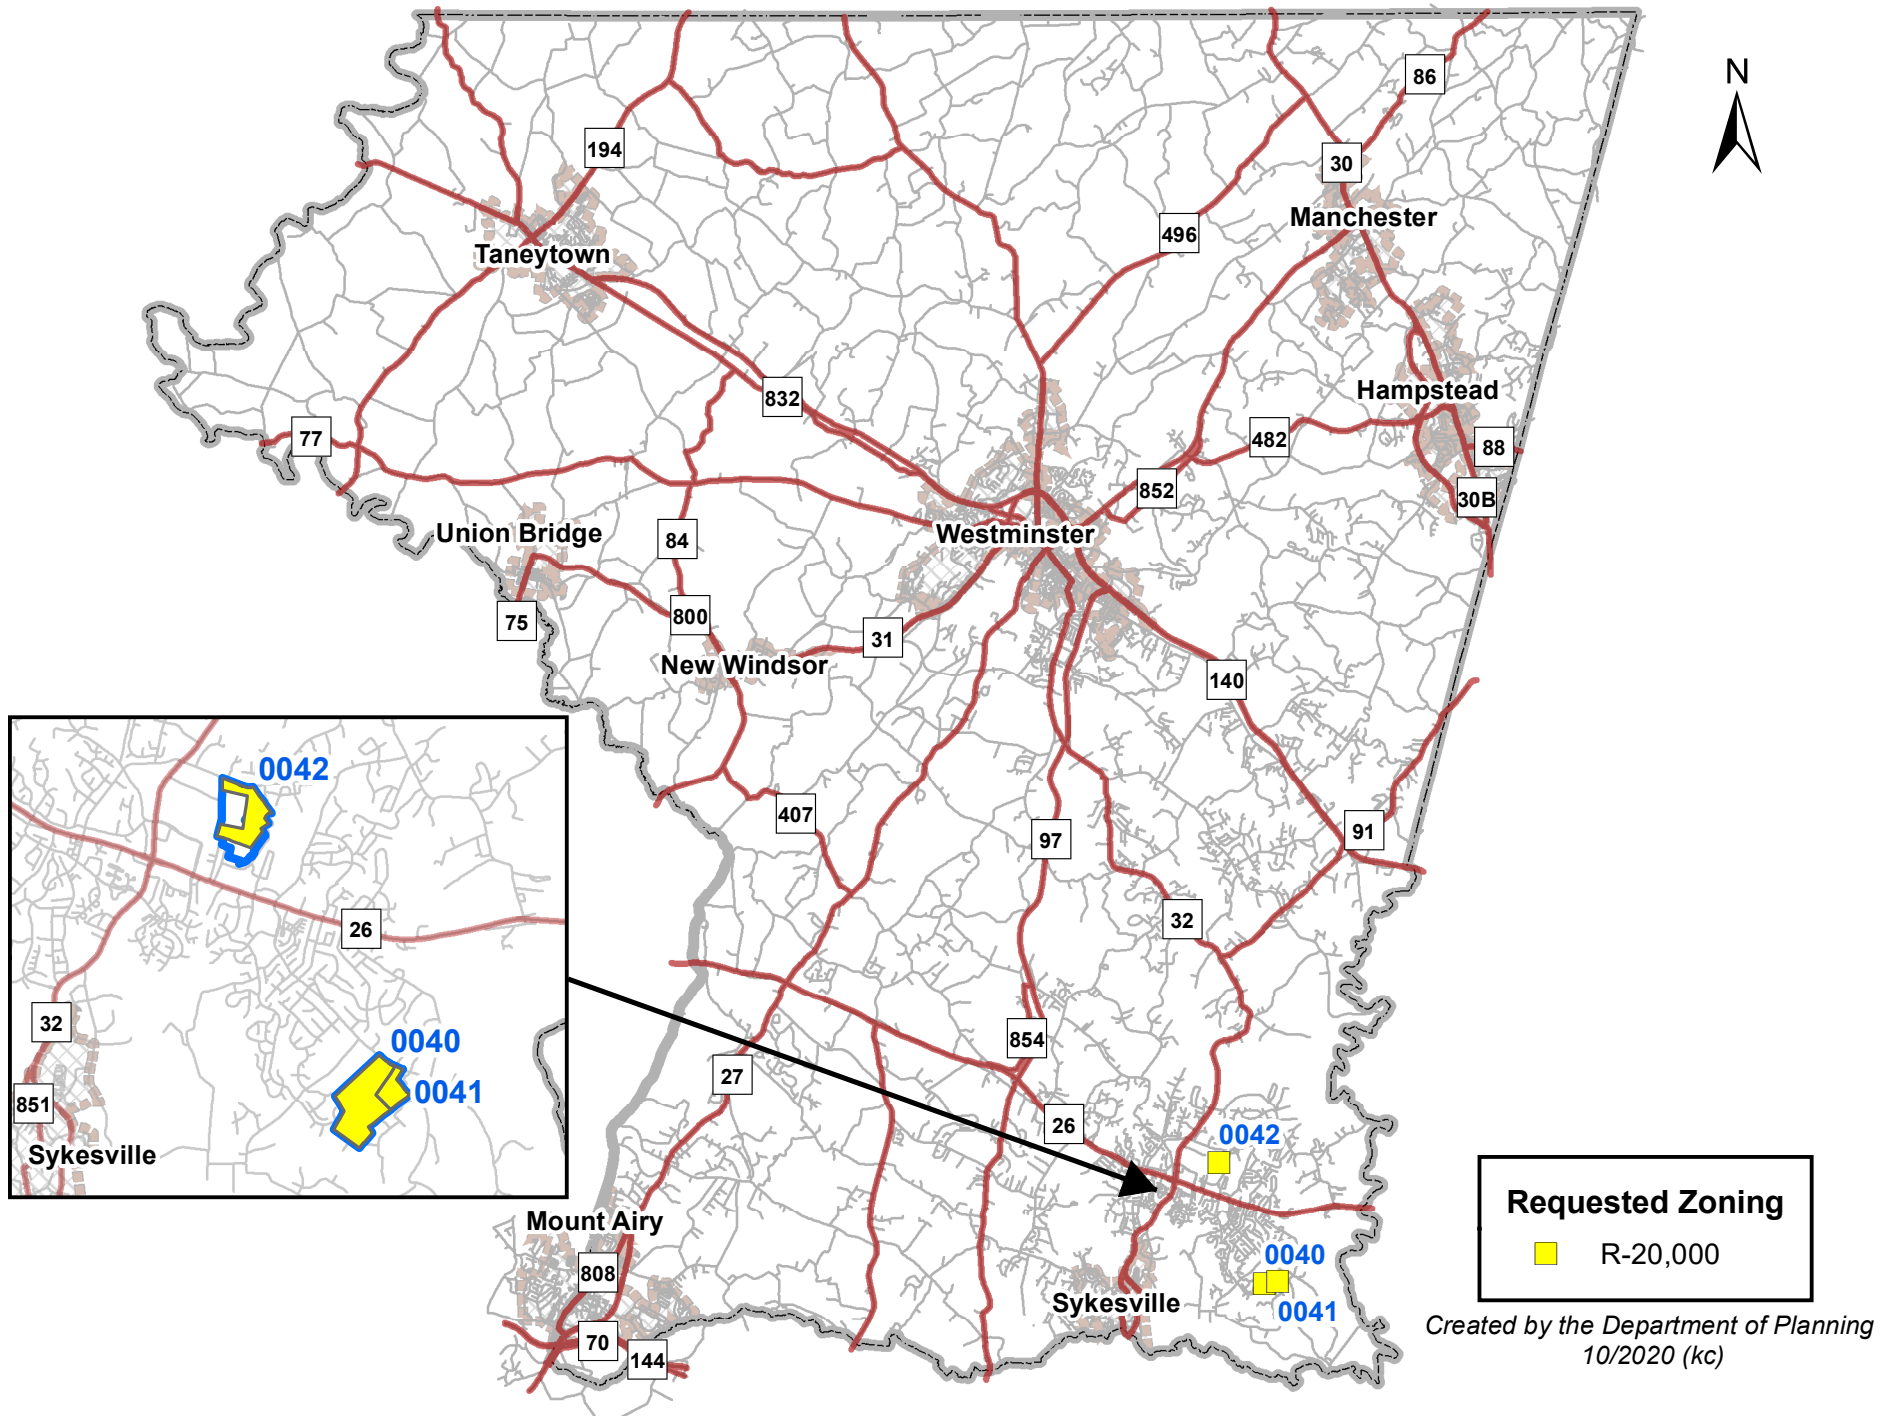 86
N
194
30
Manchester
496
Taneytown
832
Hampstead
77
482
88
852
30B
Union Bridge
84
Westminster
75
800
31
New Windsor
140
0042
407
91
97
26
32
32
854
0040
27
0041
851
26
0042
Sykesville
Requested Zoning
R-20,000
Mount Airy
0040
808
Sykesville
0041
Created by the Department of Planning
10/2020 (kc)
70
144